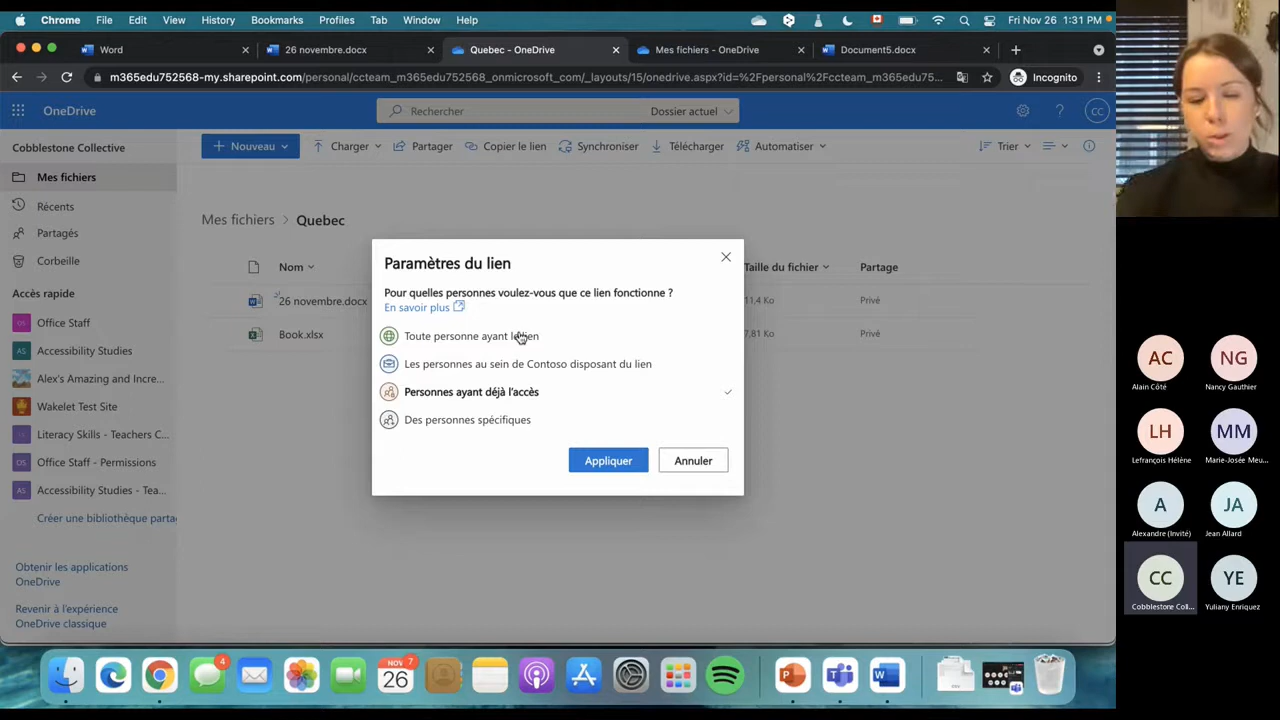 Chrome File Edit View History Bookmarks Profiles Tab Window Help
Fri Nov 26 1:31 PM
Word
26 novembre.docx
Quebec - OneDrive
Mes fichiers - OneDrive
Document5.docx
m365edu752568-my.sharepoint.com/personal/ccteam_m365edu752568_onmicrosoft_com/_layouts/15/onedrive.aspx?id=%2Fpersonal%2Fccteam_m365edu752568_o...
Incognito
OneDrive
Rechercher
Dossier actuel
CC
Cobblestone Collective
Mes fichiers
Récents
Partagés
Corbeille
Accès rapide
Office Staff
AS Accessibility Studies
Alex's Amazing and Incre...
Wakelet Test Site
Literacy Skills - Teachers C...
OS Office Staff - Permissions
AS Accessibility Studies - Tea...
Créer une bibliothèque parta
Obtenir les applications
OneDrive
Revenir à l'expérience
OneDrive classique
Nouveau
Charger
Partager
Copier le lien
Synchroniser
Télécharger
Automatiser
Trier
Mes fichiers > Quebec
Nom
Taille du fichier
Partage
26 novembre.docx
11,4 Ko
Privé
Book.xlsx
7,81 Ko
Privé
Paramètres du lien
Pour quelles personnes voulez-vous que ce lien fonctionne ?
En savoir plus
Toute personne ayant le lien
Les personnes au sein de Contoso disposant du lien
Personnes ayant déjà l'accès
Des personnes spécifiques
Appliquer
Annuler
4
NOV
7
26
AC
Alain Côté
NG
Nancy Gauthier
LH
Lefrançois Hélène
MM
Marie-Josée Meu...
A
Alexandre (Invité)
JA
Jean Allard
CC
Cobblestone Coll...
YE
Yuliany Enriquez